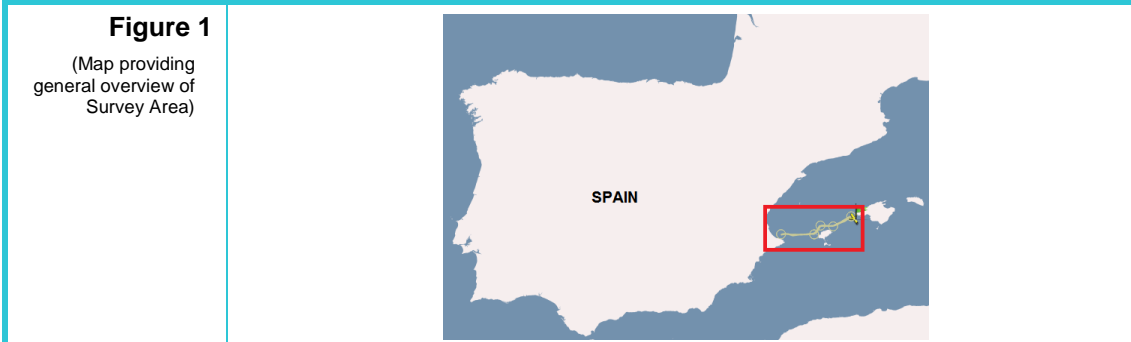 Figure 1
(Map providing
general overview of
Survey Area)
SPAIN